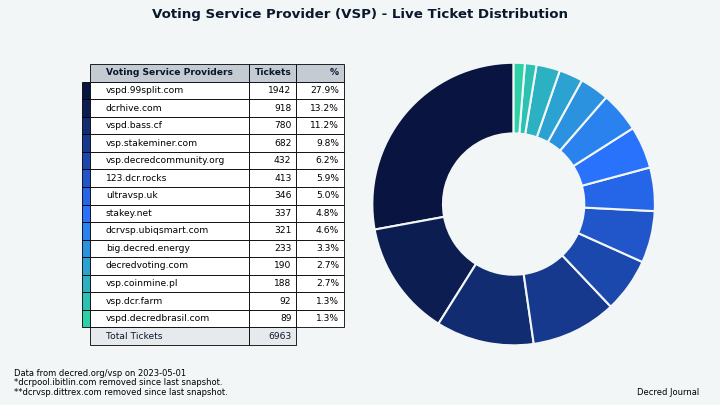 Voting Service Provider (VSP) - Live Ticket Distribution
Voting Service Providers Tickets %
vspd.99split.com 1942 27.9%
dcrhive.com 918 13.2%
vspd.bass.cf 780 11.2%
vsp.stakeminer.com 682 9.8%
vsp.decredcommunity.org 432 6.2%
123.dcr.rocks 413 5.9%
ultravsp.uk 346 5.0%
stakey.net 337 4.8%
dcrvsp.ubiqsmart.com 321 4.6%
big.decred.energy 233 3.3%
decredvoting.com 190 2.7%
vsp.coinmine.pl 188 2.7%
vsp.dcr.farm 92 1.3%
vspd.decredbrasil.com 89 1.3%
Total Tickets 6963
Data from decred.org/vsp on 2023-05-01
*dcrpool.ibitlin.com removed since last snapshot.
**dcrvsp.dittrex.com removed since last snapshot.
Decred Journal